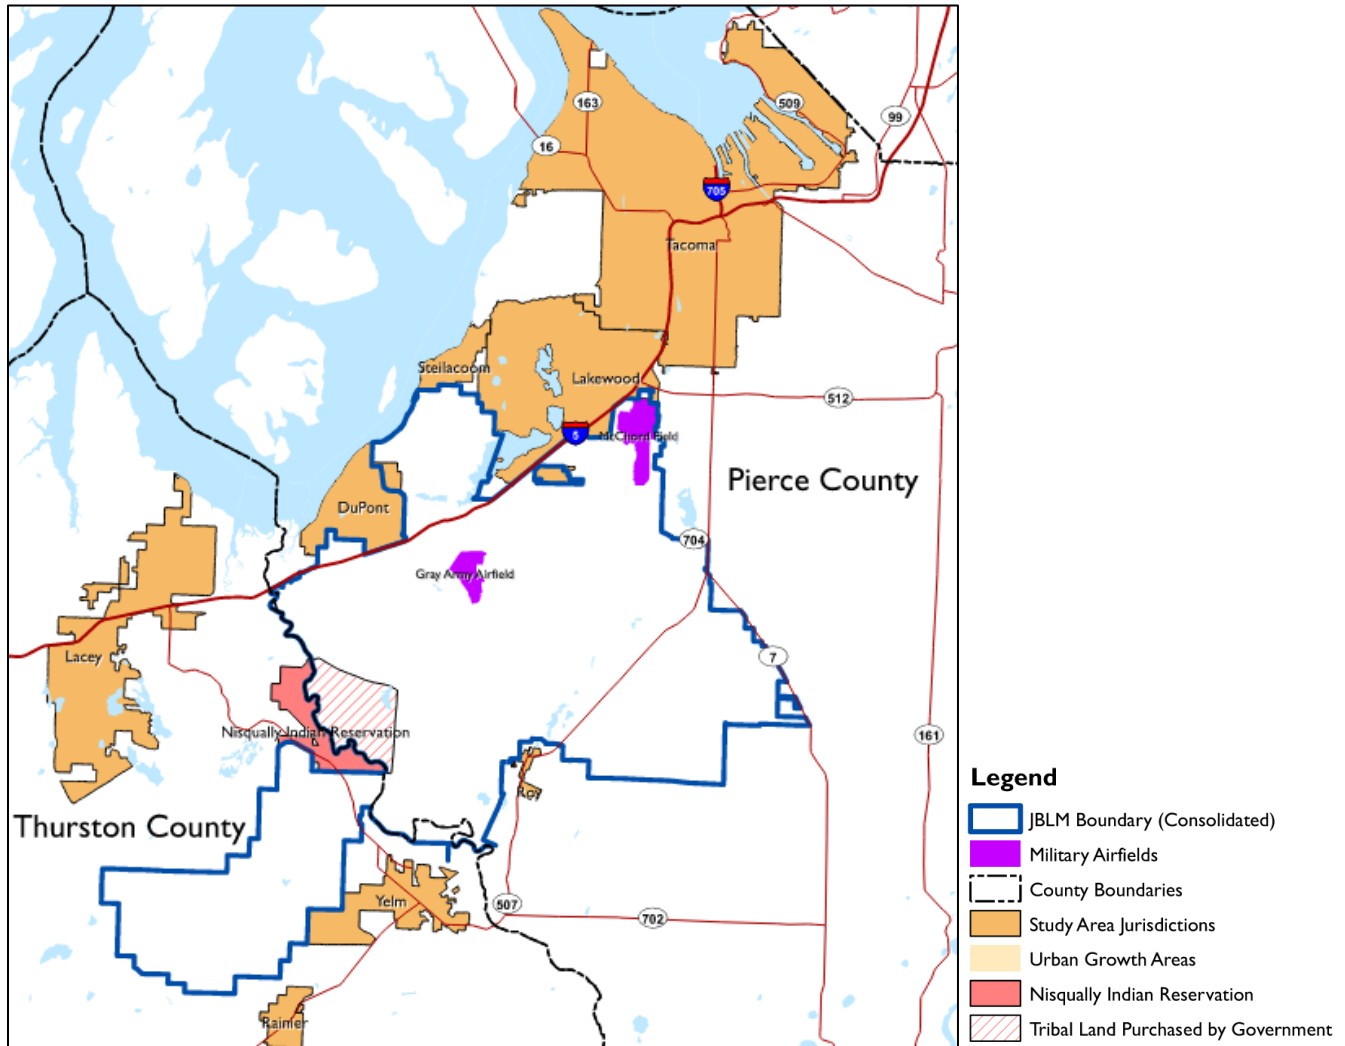 163
509
99
16
705
Tacoma
Steilacoom
Lakewood
512
5
McChord Field
Pierce County
DuPont
704
Gray Army Airfield
Lacey
7
Nisqually Indian Reservation
161
Roy
Thurston County
Yelm
507
702
Rainier
Legend
JBLM Boundary (Consolidated)
Military Airfields
County Boundaries
Study Area Jurisdictions
Urban Growth Areas
Nisqually Indian Reservation
Tribal Land Purchased by Government